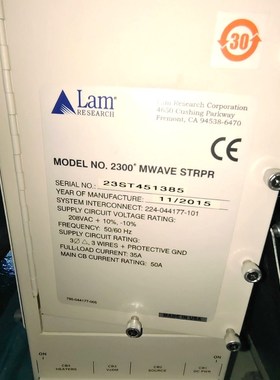 30
Lam
RESEARCH
Lam Research Corporation
4650 Cushing Parkway
Fremont, CA 94538-6470
CE
MODEL NO. 2300® MWAVE STRPR
SERIAL NO.: 23ST451385
YEAR OF MANUFACTURE: 11/2015
SYSTEM INTERCONNECT: 224-044177-101
SUPPLY CIRCUIT VOLTAGE RATING:
208VAC + 10%, -10%
FREQUENCY: 50/60 Hz
SUPPLY CIRCUIT RATING:
3∅△, 3 WIRES + PROTECTIVE GND
FULL-LOAD CURRENT: 35A
MAIN CB CURRENT RATING: 50A
ON
ON